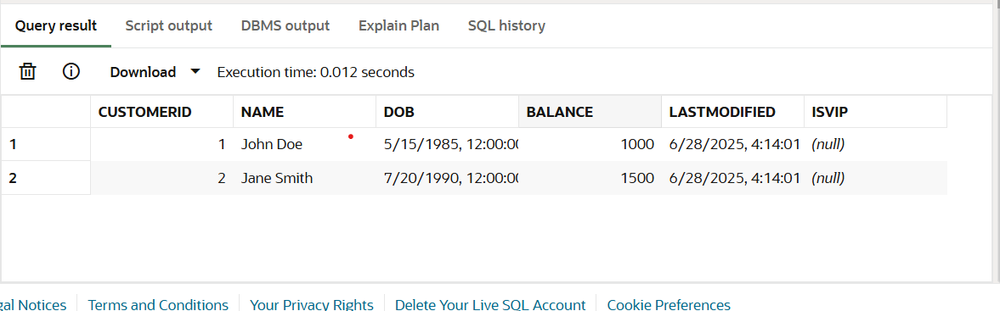 Query result Script output DBMS output Explain Plan SQL history
Download Execution time: 0.012 seconds
CUSTOMERID NAME DOB BALANCE LASTMODIFIED ISVIP
1 1 John Doe 5/15/1985, 12:00:00 1000 6/28/2025, 4:14:01 (null)
2 2 Jane Smith 7/20/1990, 12:00:00 1500 6/28/2025, 4:14:01 (null)
gal Notices Terms and Conditions Your Privacy Rights Delete Your Live SQL Account Cookie Preferences